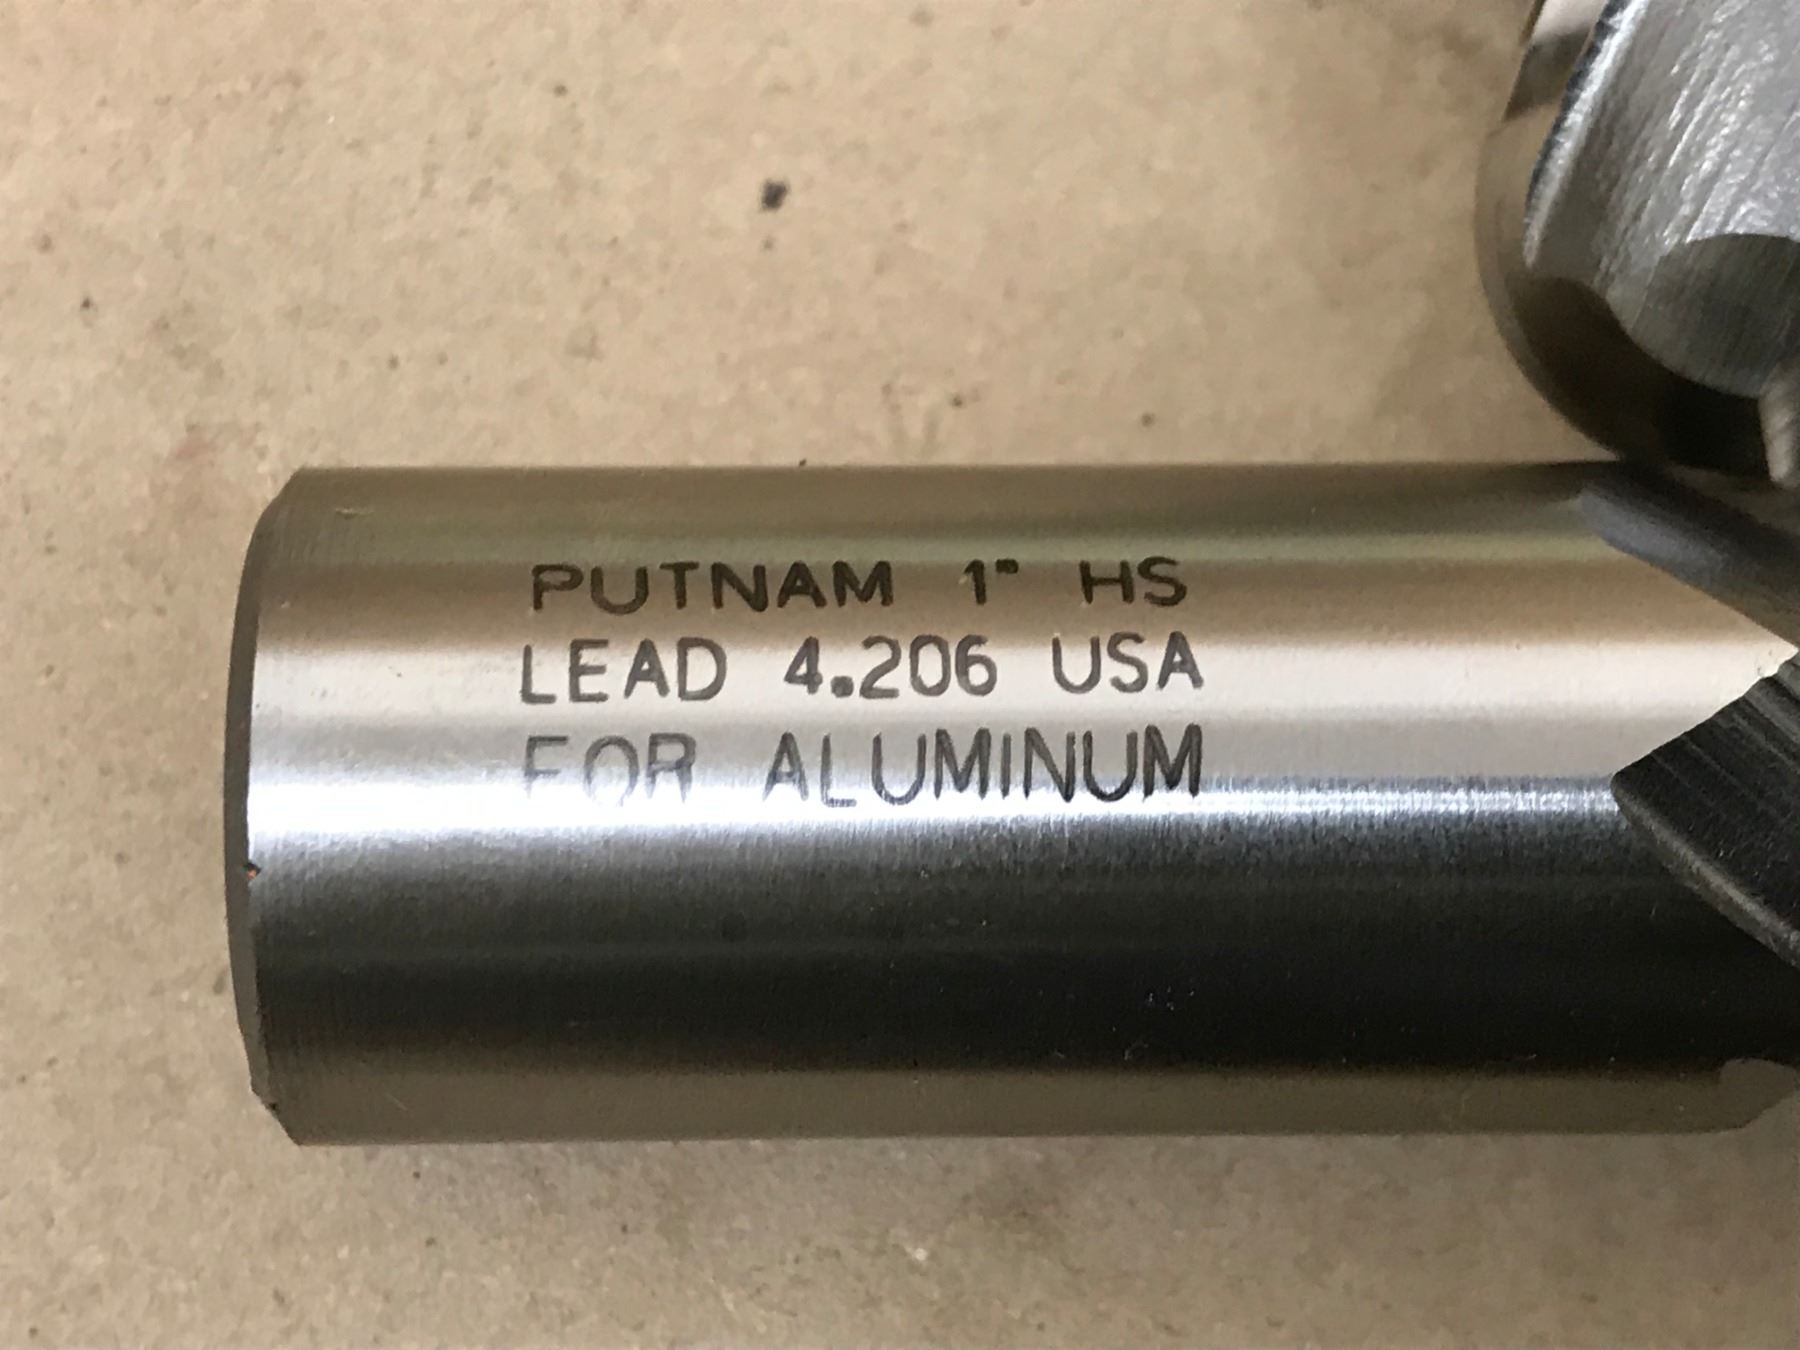 PUTNAM 1" HS
LEAD 4.206 USA
FOR ALUMINUM